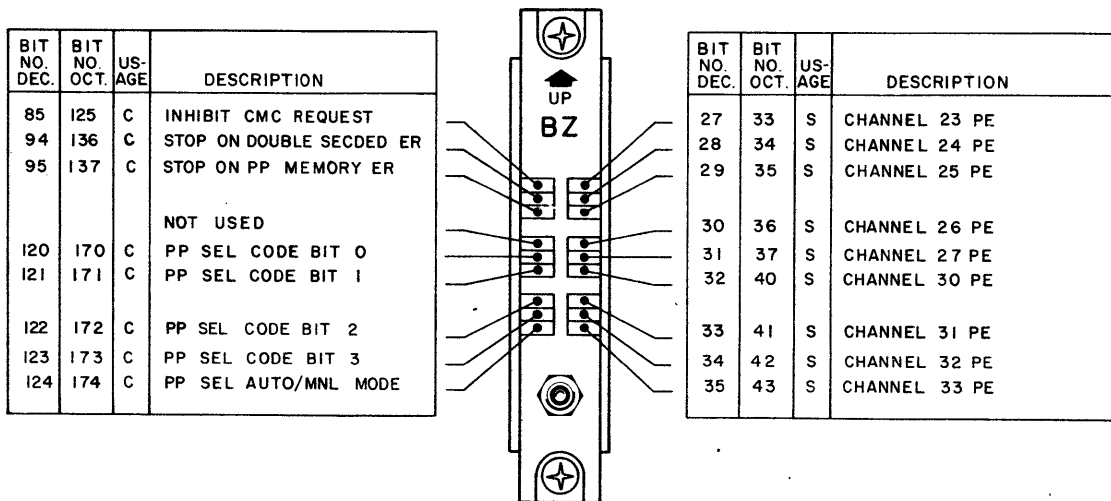 BIT NO. DEC. BIT NO. OCT. US-AGE DESCRIPTION
85 125 C INHIBIT CMC REQUEST
94 136 C STOP ON DOUBLE SECDED ER
95 137 C STOP ON PP MEMORY ER
NOT USED
120 170 C PP SEL CODE BIT 0
121 171 C PP SEL CODE BIT 1
122 172 C PP SEL CODE BIT 2
123 173 C PP SEL CODE BIT 3
124 174 C PP SEL AUTO/MNL MODE
UP
BZ
BIT NO. DEC. BIT NO. OCT. US-AGE DESCRIPTION
27 33 S CHANNEL 23 PE
28 34 S CHANNEL 24 PE
29 35 S CHANNEL 25 PE
30 36 S CHANNEL 26 PE
31 37 S CHANNEL 27 PE
32 40 S CHANNEL 30 PE
33 41 S CHANNEL 31 PE
34 42 S CHANNEL 32 PE
35 43 S CHANNEL 33 PE